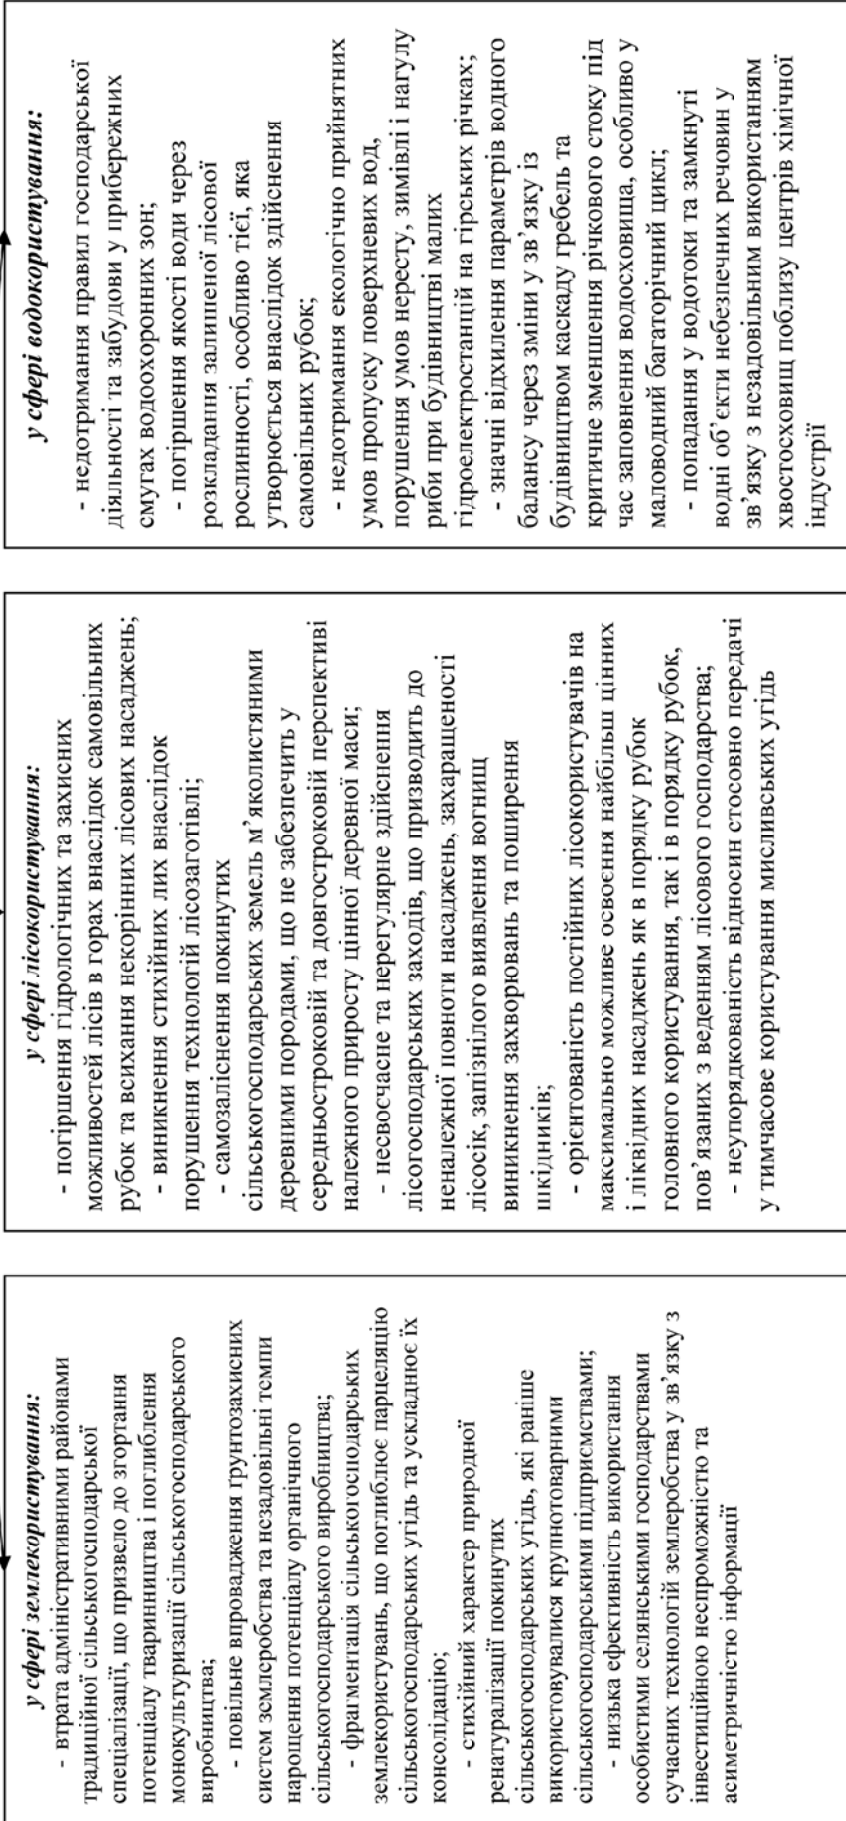 у сфері землекористування:
- втрата адміністративними районами
традиційної сільськогосподарської
спеціалізації, що призвело до згортання
потенціалу тваринництва і поглиблення
монокультуризації сільськогосподарського
виробництва;
- повільне впровадження ґрунтозахисних
систем землеробства та незадовільні темпи
нарощення потенціалу органічного
сільськогосподарського виробництва;
- фрагментація сільськогосподарських
землекористувань, що поглиблює парцеляцію
сільськогосподарських угідь та ускладнює їх
консолідацію;
- стихійний характер природної
ренатуралізації покинутих
сільськогосподарських угідь, які раніше
використовувалися крупнотоварними
сільськогосподарськими підприємствами;
- низька ефективність використання
особистими селянськими господарствами
сучасних технологій землеробства у зв’язку з
інвестиційною неспроможністю та
асиметричністю інформації
у сфері лісокористування:
- погіршення гідрологічних та захисних
можливостей лісів в горах внаслідок самовільних
рубок та всихання некорінних лісових насаджень;
- виникнення стихійних лих внаслідок
порушення технологій лісозаготівлі;
- самозаліснення покинутих
сільськогосподарських земель м’яколистяними
деревними породами, що не забезпечить у
середньостроковій та довгостроковій перспективі
належного приросту цінної деревної маси;
- несвоєчасне та нерегулярне здійснення
лісогосподарських заходів, що призводить до
неналежної повноти насаджень, захаращеності
лісосік, запізнілого виявлення вогнищ
виникнення захворювань та поширення
шкідників;
- орієнтованість постійних лісокористувачів на
максимально можливе освоєння найбільш цінних
і ліквідних насаджень як в порядку рубок
головного користування, так і в порядку рубок,
пов’язаних з веденням лісового господарства;
- неупорядкованість відносин стосовно передачі
у тимчасове користування мисливських угідь
у сфері водокористування:
- недотримання правил господарської
діяльності та забудови у прибережних
смугах водоохоронних зон;
- погіршення якості води через
розкладання залишеної лісової
рослинності, особливо тієї, яка
утворюється внаслідок здійснення
самовільних рубок;
- недотримання екологічно прийнятних
умов пропуску поверхневих вод,
порушення умов нересту, зимівлі і нагулу
риби при будівництві малих
гідроелектростанцій на гірських річках;
- значні відхилення параметрів водного
балансу через зміни у зв’язку із
будівництвом каскаду гребель та
критичне зменшення річкового стоку під
час заповнення водосховища, особливо у
маловодний багаторічний цикл;
- попадання у водотоки та замкнуті
водні об’єкти небезпечних речовин у
зв’язку з незадовільним використанням
хвостосховищ поблизу центрів хімічної
індустрії